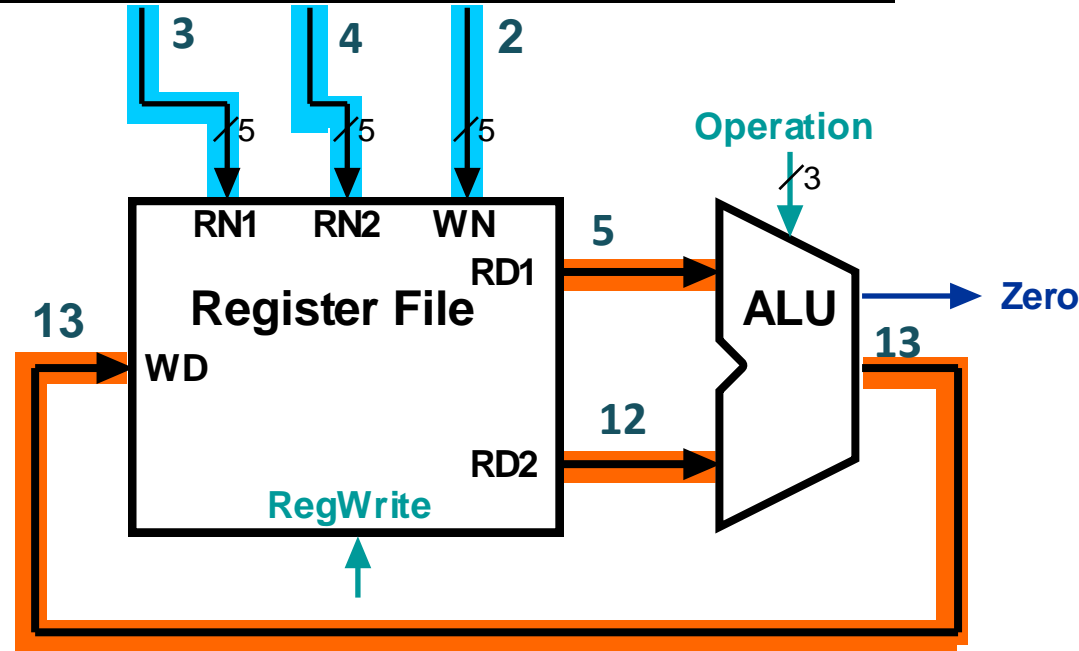 3
4
2
5
5
5
Operation
3
RN1
RN2
WN
5
RD1
Register File
ALU
Zero
13
13
WD
12
RD2
RegWrite